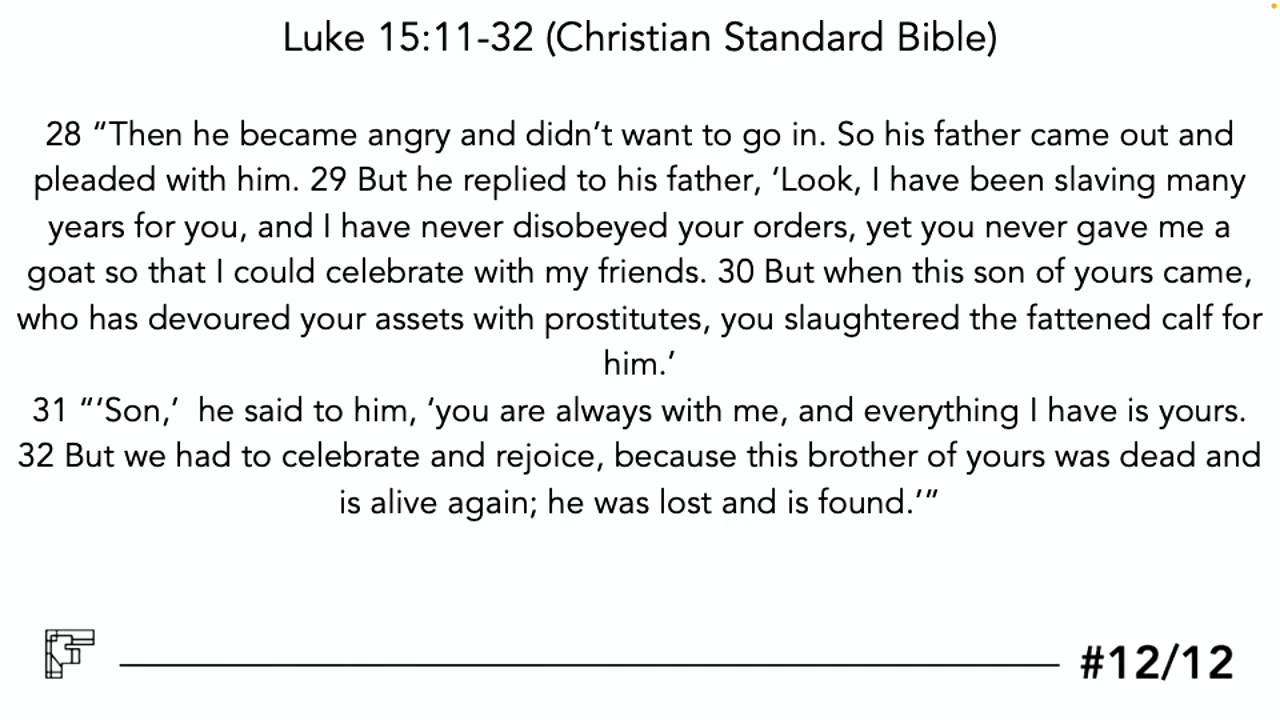 Luke 15:11-32 (Christian Standard Bible)
28 “Then he became angry and didn’t want to go in. So his father came out and
pleaded with him. 29 But he replied to his father, ‘Look, I have been slaving many
years for you, and I have never disobeyed your orders, yet you never gave me a
goat so that I could celebrate with my friends. 30 But when this son of yours came,
who has devoured your assets with prostitutes, you slaughtered the fattened calf for
him.’
31 “‘Son,’  he said to him, ‘you are always with me, and everything I have is yours.
32 But we had to celebrate and rejoice, because this brother of yours was dead and
is alive again; he was lost and is found.’”
#12/12